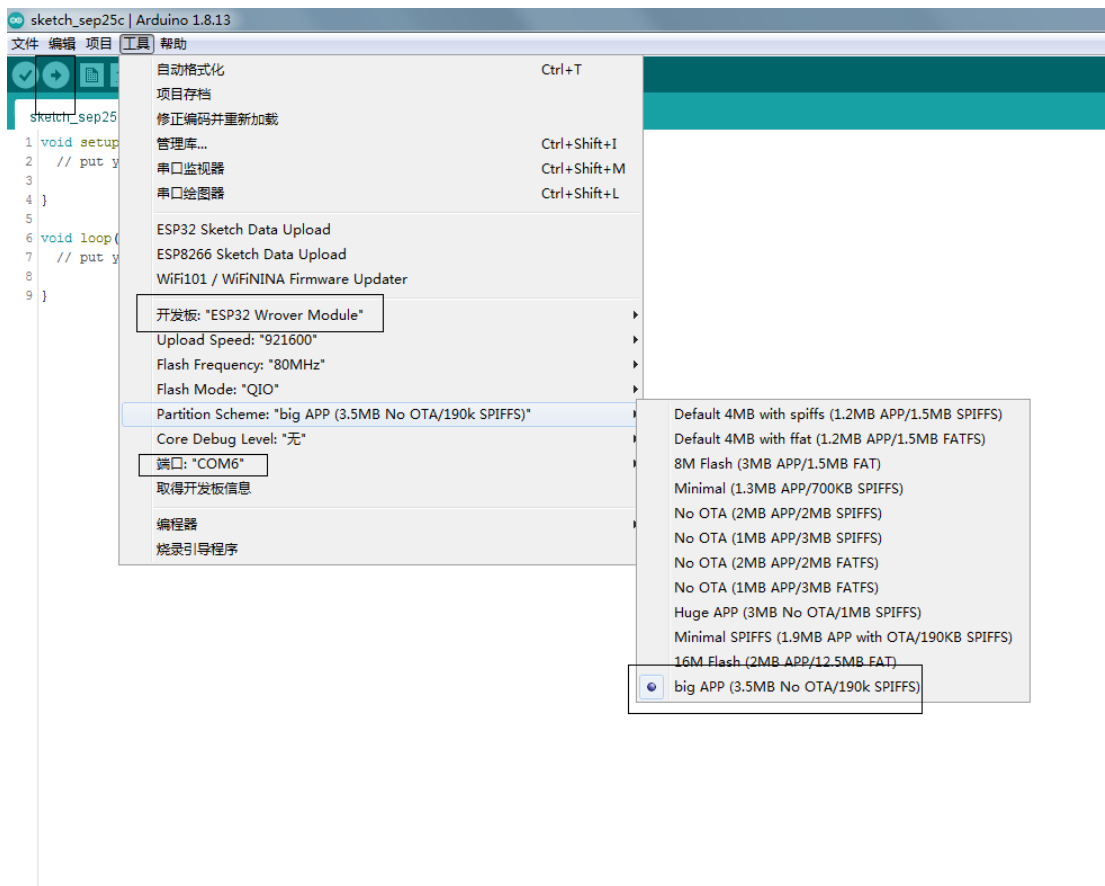 sketch_sep25c | Arduino 1.8.13
文件 编辑 项目 工具 帮助
sketch_sep25
1 void setup
2 // put y
3
4 }
5
6 void loop(
7 // put y
8
9 }
自动格式化 Ctrl+T
项目存档
修正编码并重新加载
管理库... Ctrl+Shift+I
串口监视器 Ctrl+Shift+M
串口绘图器 Ctrl+Shift+L
ESP32 Sketch Data Upload
ESP8266 Sketch Data Upload
WiFi101 / WiFiNINA Firmware Updater
开发板: "ESP32 Wrover Module"
Upload Speed: "921600"
Flash Frequency: "80MHz"
Flash Mode: "QIO"
Partition Scheme: "big APP (3.5MB No OTA/190k SPIFFS)"
Core Debug Level: "无"
端口: "COM6"
取得开发板信息
编程器
烧录引导程序
Default 4MB with spiffs (1.2MB APP/1.5MB SPIFFS)
Default 4MB with ffat (1.2MB APP/1.5MB FATFS)
8M Flash (3MB APP/1.5MB FAT)
Minimal (1.3MB APP/700KB SPIFFS)
No OTA (2MB APP/2MB SPIFFS)
No OTA (1MB APP/3MB SPIFFS)
No OTA (2MB APP/2MB FATFS)
No OTA (1MB APP/3MB FATFS)
Huge APP (3MB No OTA/1MB SPIFFS)
Minimal SPIFFS (1.9MB APP with OTA/190KB SPIFFS)
16M Flash (2MB APP/12.5MB FAT)
big APP (3.5MB No OTA/190k SPIFFS)